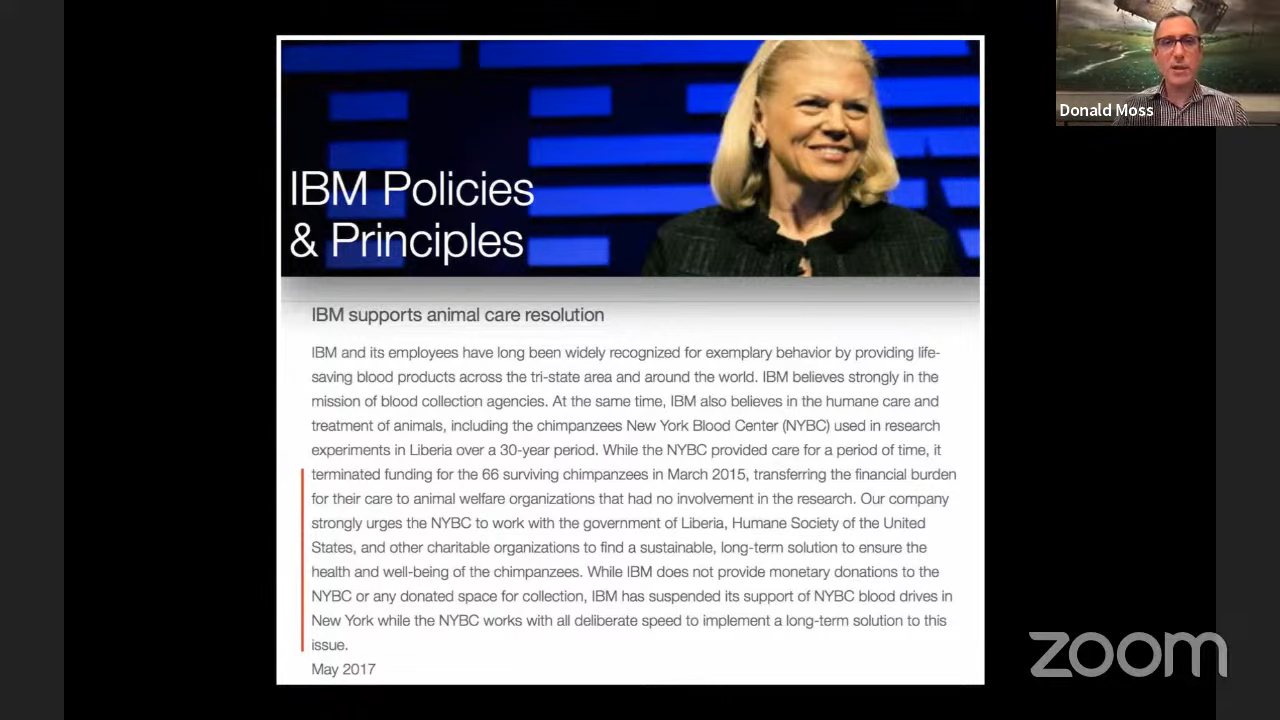 IBM Policies
& Principles
IBM supports animal care resolution
IBM and its employees have long been widely recognized for exemplary behavior by providing life-
saving blood products across the tri-state area and around the world. IBM believes strongly in the
mission of blood collection agencies. At the same time, IBM also believes in the humane care and
treatment of animals, including the chimpanzees New York Blood Center (NYBC) used in research
experiments in Liberia over a 30-year period. While the NYBC provided care for a period of time, it
terminated funding for the 66 surviving chimpanzees in March 2015, transferring the financial burden
for their care to animal welfare organizations that had no involvement in the research. Our company
strongly urges the NYBC to work with the government of Liberia, Humane Society of the United
States, and other charitable organizations to find a sustainable, long-term solution to ensure the
health and well-being of the chimpanzees. While IBM does not provide monetary donations to the
NYBC or any donated space for collection, IBM has suspended its support of NYBC blood drives in
New York while the NYBC works with all deliberate speed to implement a long-term solution to this
issue.
May 2017
Donald Moss
zoom